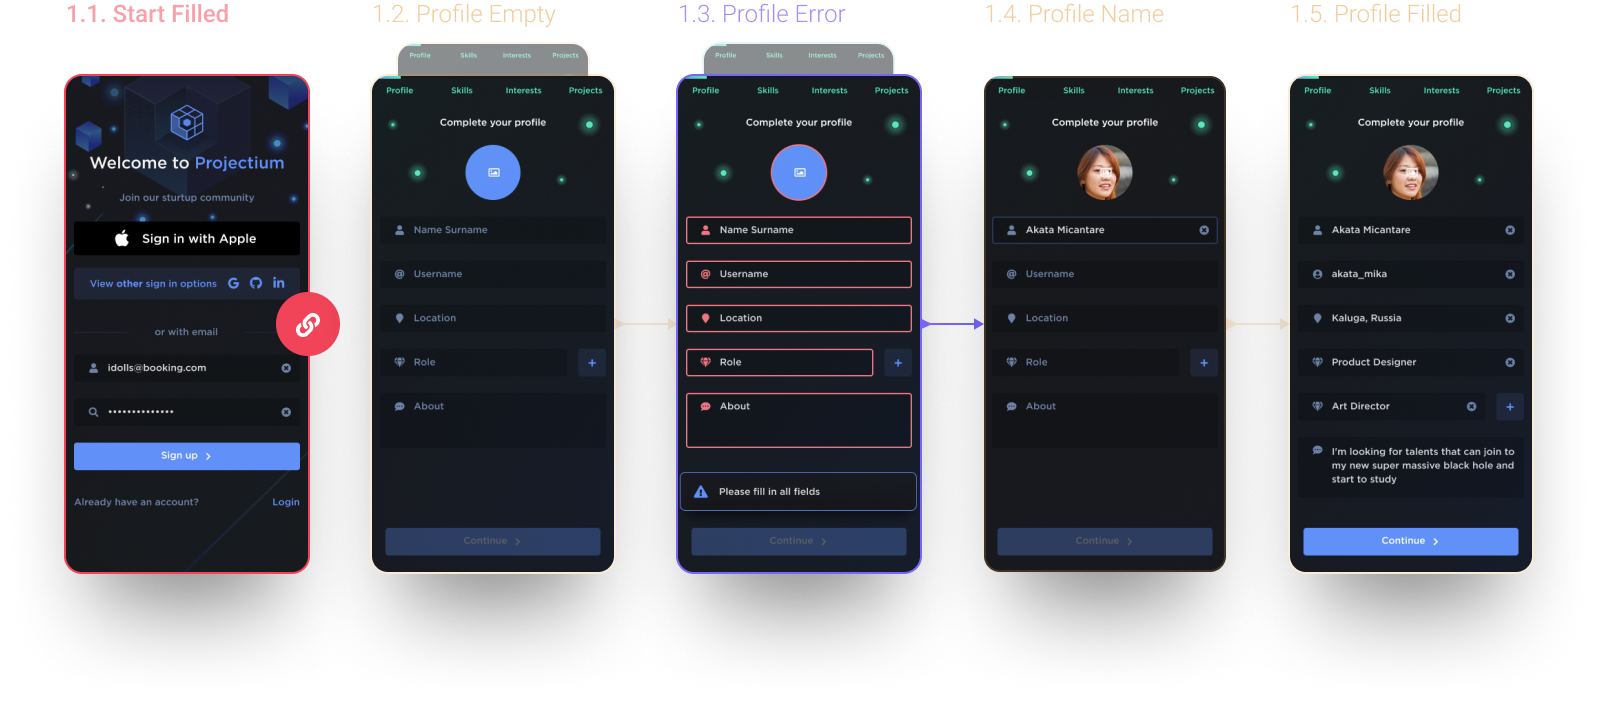 1.1. Start Filled
Welcome to Projectium
Join our sturtup community
Sign in with Apple
View other sign in options
or with email
idolls@booking.com
••••••••••••••
Sign up
Already have an account? Login
1.2. Profile Empty
Profile Skills Interests Projects
Profile Skills Interests Projects
Complete your profile
Name Surname
Username
Location
Role
+
About
Continue
1.3. Profile Error
Profile Skills Interests Projects
Profile Skills Interests Projects
Complete your profile
Name Surname
Username
Location
Role
+
About
Please fill in all fields
Continue
1.4. Profile Name
Profile Skills Interests Projects
Complete your profile
Akata Micantare
Username
Location
Role
+
About
Continue
1.5. Profile Filled
Profile Skills Interests Projects
Complete your profile
Akata Micantare
akata_mika
Kaluga, Russia
Product Designer
Art Director
+
I'm looking for talents that can join to
my new super massive black hole and
start to study
Continue